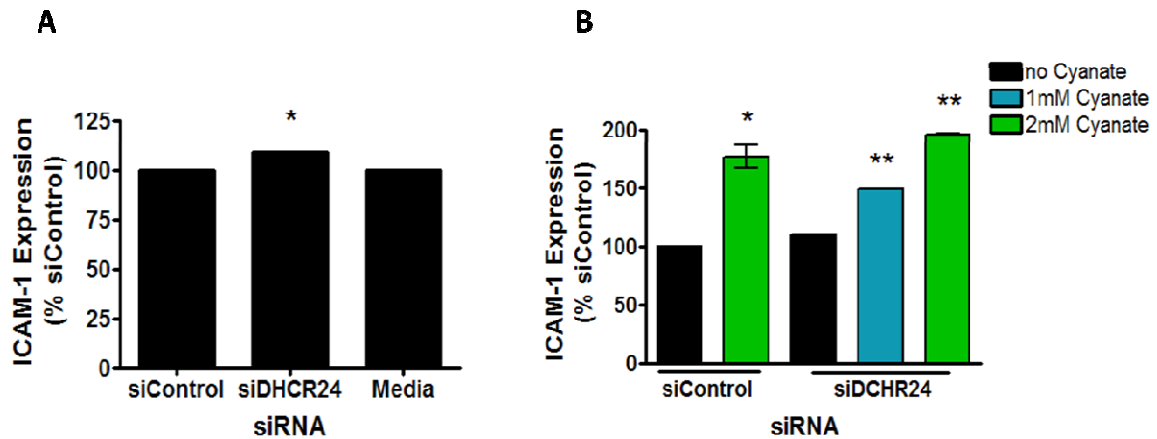 A
ICAM-1 Expression
(% siControl)
125
100
75
50
25
0
*
siControl siDHCR24 Media
siRNA
B
no Cyanate
1mM Cyanate
2mM Cyanate
ICAM-1 Expression
(% siControl)
200
150
100
50
0
*
**
**
siControl siDCHR24
siRNA